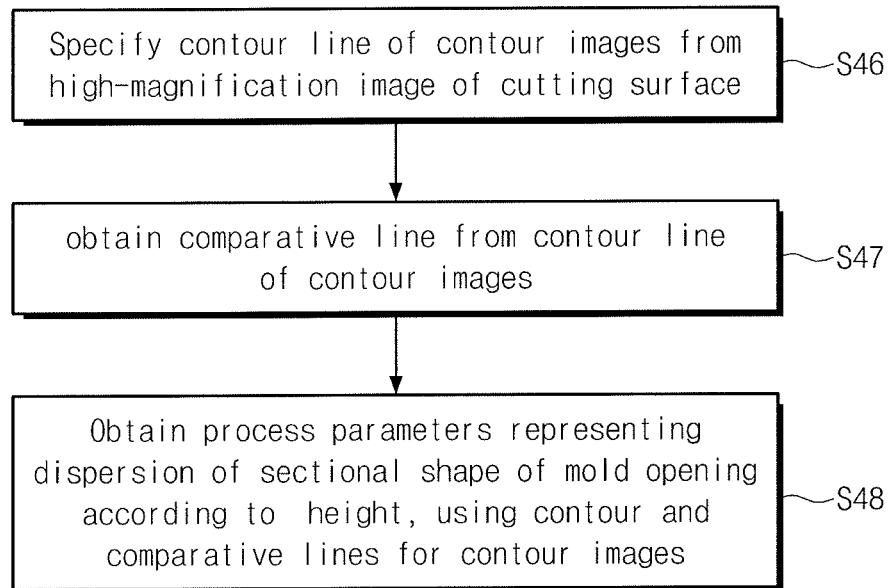 Specify contour line of contour images from
high-magnification image of cutting surface
S46
obtain comparative line from contour line
of contour images
S47
Obtain process parameters representing
dispersion of sectional shape of mold opening
according to height, using contour and
comparative lines for contour images
S48